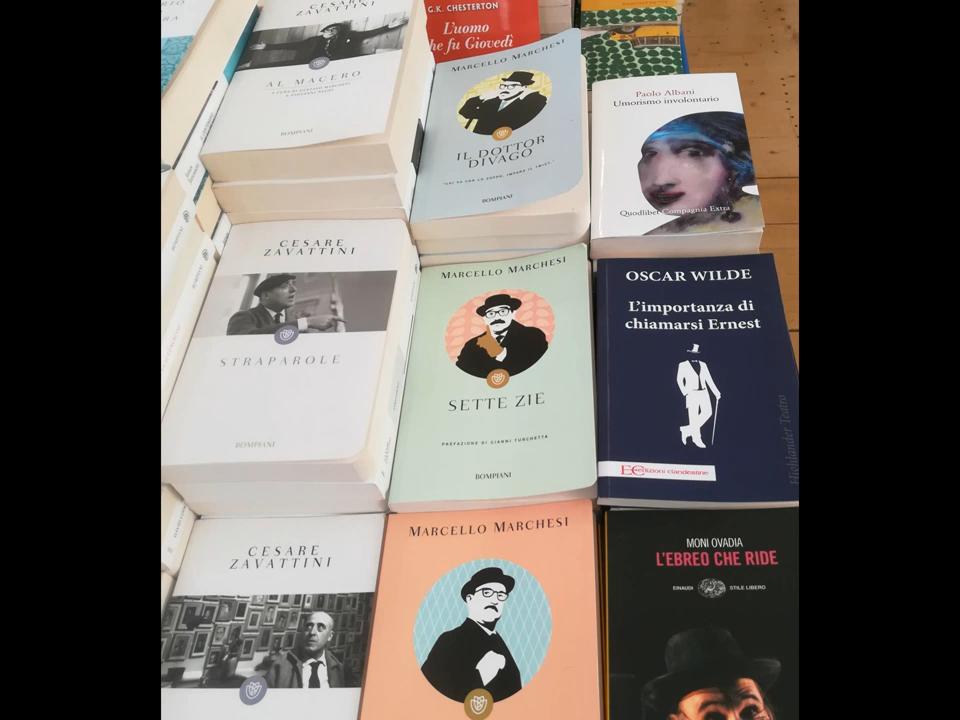 CESARE
ZAVATTINI
AL MACERO
BOMPIANI
G.K. CHESTERTON
L'uomo
che fu Giovedì
MARCELLO MARCHESI
IL DOTTOR
DIVAGO
BOMPIANI
Paolo Albani
Umorismo involontario
Quodlibet Compagnia Extra
CESARE
ZAVATTINI
STRAPAROLE
BOMPIANI
MARCELLO MARCHESI
SETTE ZIE
PREFAZIONE DI GIANNI TURCHETTA
BOMPIANI
OSCAR WILDE
L'importanza di
chiamarsi Ernest
Highlander Teatro
edizioni clandestine
CESARE
ZAVATTINI
MARCELLO MARCHESI
MONI OVADIA
L'EBREO CHE RIDE
EINAUDI STILE LIBERO